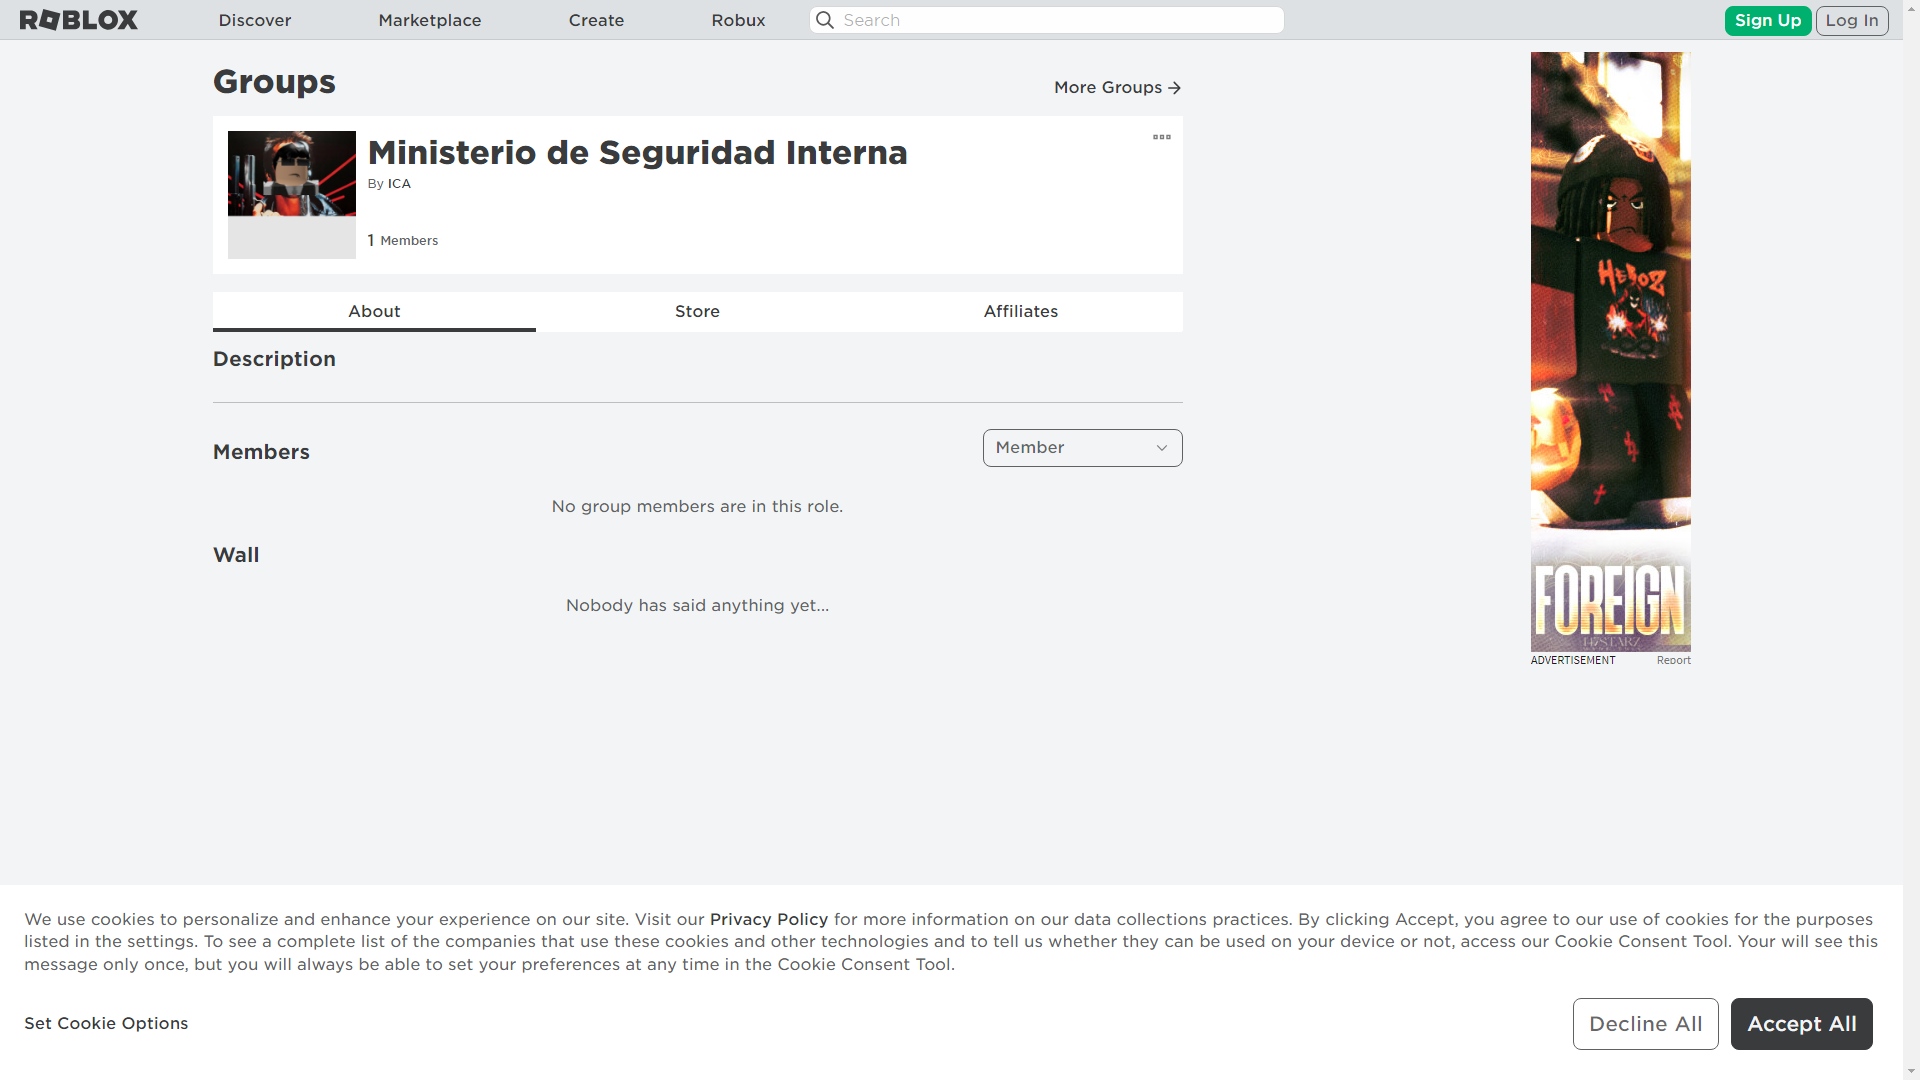 ROBLOX
Discover
Marketplace
Create
Robux
Search
Sign Up
Log In
Groups
More Groups
Ministerio de Seguridad Interna
By ICA
1 Members
About
Store
Affiliates
Description
Members
Member
No group members are in this role.
Wall
Nobody has said anything yet...
HEROZ
FOREIGN
ADVERTISEMENT
Report
We use cookies to personalize and enhance your experience on our site. Visit our Privacy Policy for more information on our data collections practices. By clicking Accept, you agree to our use of cookies for the purposes
listed in the settings. To see a complete list of the companies that use these cookies and other technologies and to tell us whether they can be used on your device or not, access our Cookie Consent Tool. Your will see this
message only once, but you will always be able to set your preferences at any time in the Cookie Consent Tool.
Set Cookie Options
Decline All
Accept All